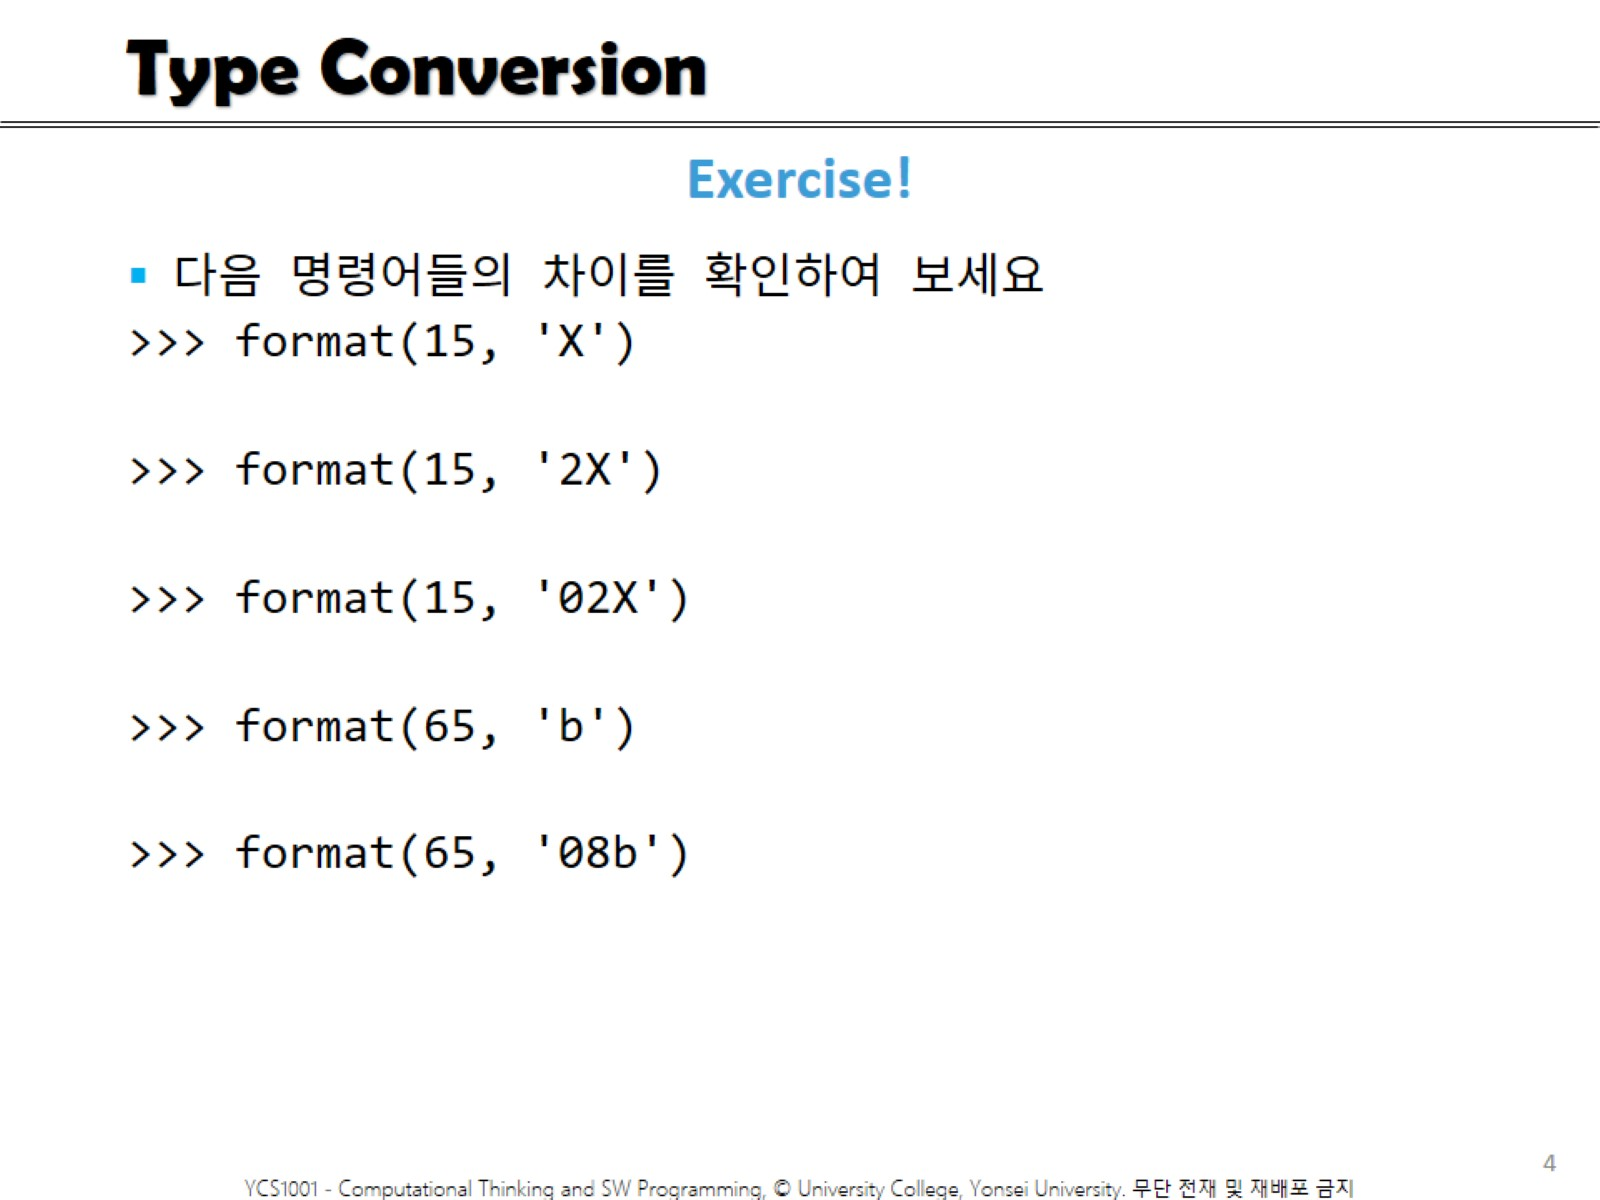 Type Conversion
Exercise!
▪ 다음 명령어들의 차이를 확인하여 보세요
>>> format(15, 'X')
>>> format(15, '2X')
>>> format(15, '02X')
>>> format(65, 'b')
>>> format(65, '08b')
4
YCS1001 - Computational Thinking and SW Programming, © University College, Yonsei University. 무단 전재 및 재배포 금지